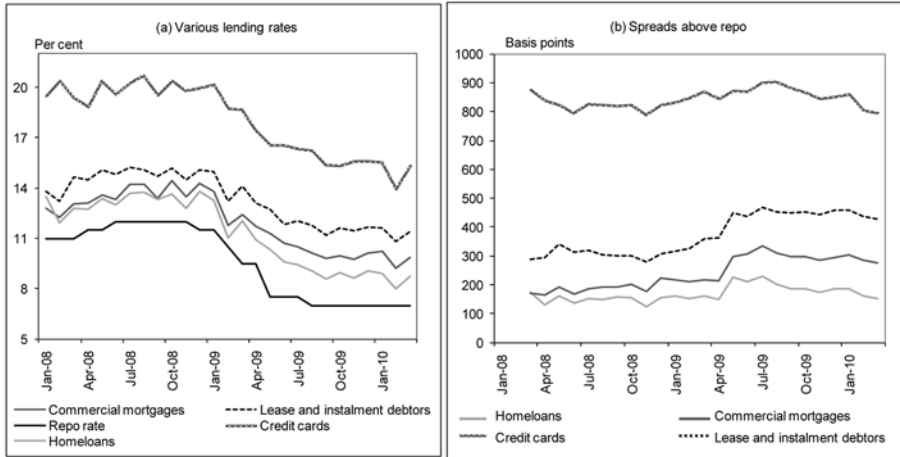 (a) Various lending rates
Per cent
20
17
14
11
8
5
Jan-08
Apr-08
Jul-08
Oct-08
Jan-09
Apr-09
Jul-09
Oct-09
Jan-10
Commercial mortgages
Lease and instalment debtors
Repo rate
Credit cards
Homeloans
(b) Spreads above repo
Basis points
1000
900
800
700
600
500
400
300
200
100
0
Jan-08
Apr-08
Jul-08
Oct-08
Jan-09
Apr-09
Jul-09
Oct-09
Jan-10
Homeloans
Commercial mortgages
Credit cards
Lease and instalment debtors